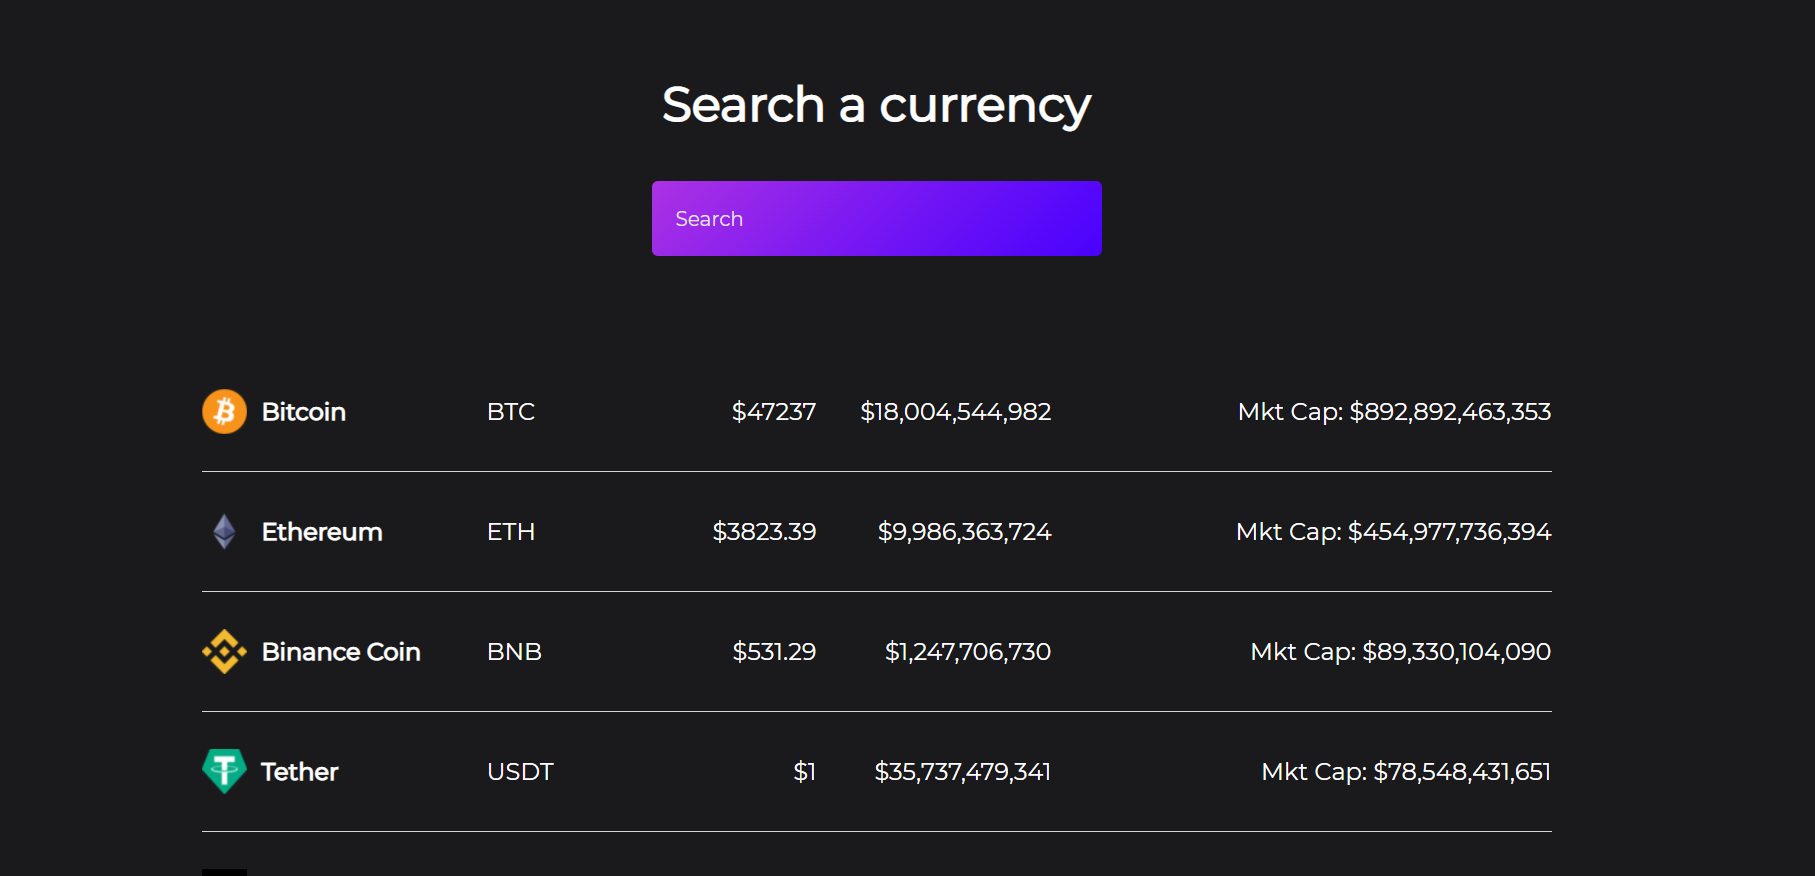 Search a currency
Search
Bitcoin BTC $47237 $18,004,544,982 Mkt Cap: $892,892,463,353
Ethereum ETH $3823.39 $9,986,363,724 Mkt Cap: $454,977,736,394
Binance Coin BNB $531.29 $1,247,706,730 Mkt Cap: $89,330,104,090
Tether USDT $1 $35,737,479,341 Mkt Cap: $78,548,431,651